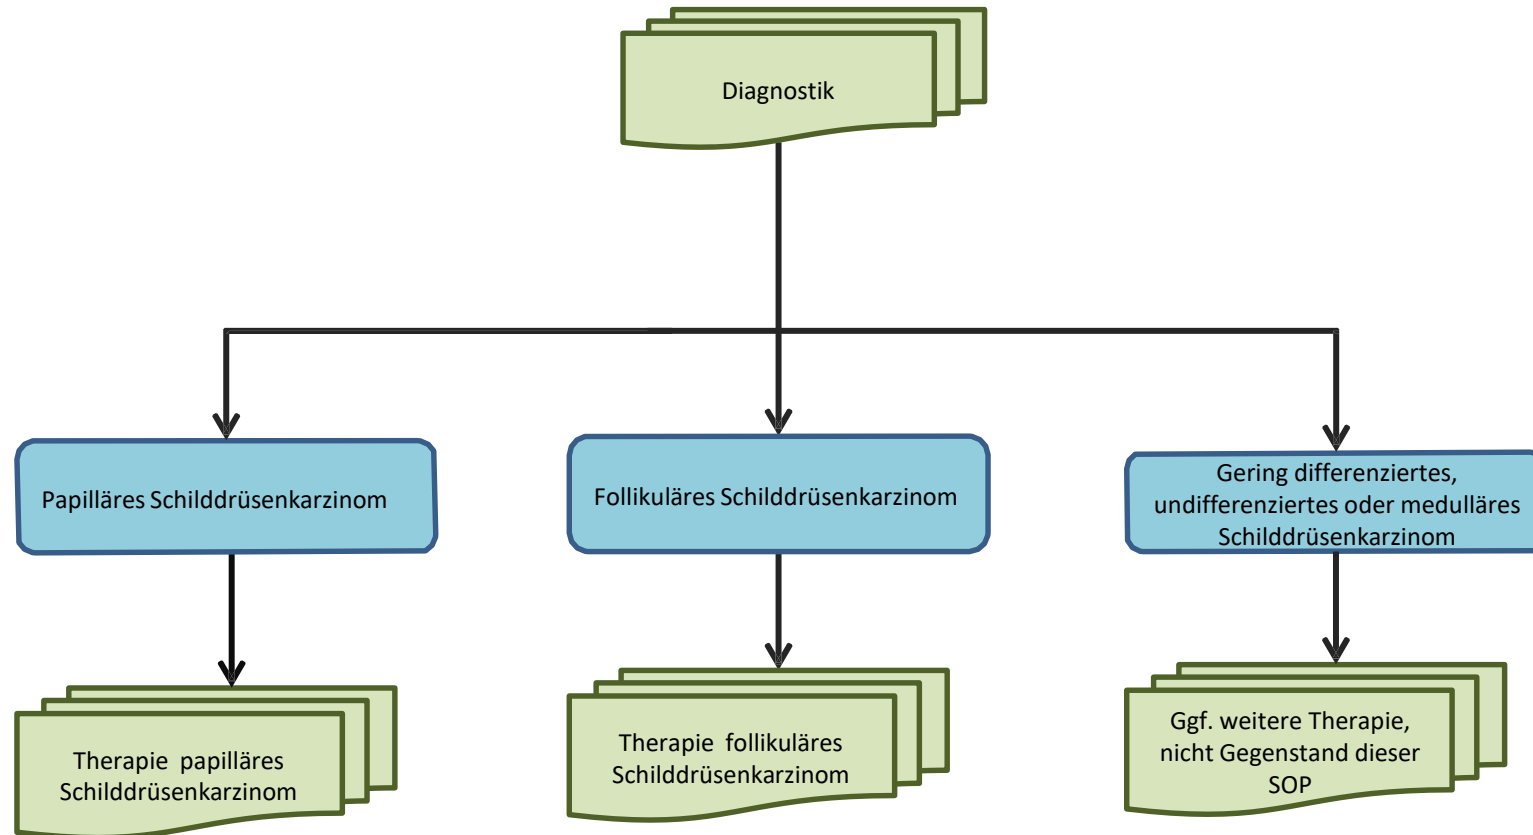 Diagnostik
Papilläres Schilddrüsenkarzinom
Follikuläres Schilddrüsenkarzinom
Gering differenziertes,
undifferenziertes oder medulläres
Schilddrüsenkarzinom
Therapie papilläres
Schilddrüsenkarzinom
Therapie follikuläres
Schilddrüsenkarzinom
Ggf. weitere Therapie,
nicht Gegenstand dieser
SOP